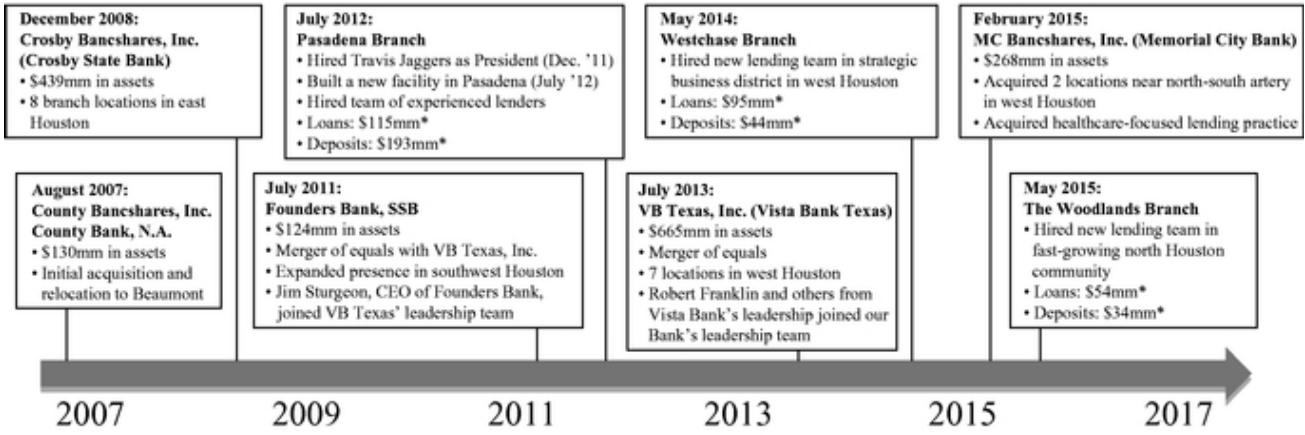 December 2008:
Crosby Bancshares, Inc.
(Crosby State Bank)
• $439mm in assets
• 8 branch locations in east
Houston
July 2012:
Pasadena Branch
• Hired Travis Jaggers as President (Dec. ’11)
• Built a new facility in Pasadena (July ’12)
• Hired team of experienced lenders
• Loans: $115mm*
• Deposits: $193mm*
May 2014:
Westchase Branch
• Hired new lending team in strategic
business district in west Houston
• Loans: $95mm*
• Deposits: $44mm*
February 2015:
MC Bancshares, Inc. (Memorial City Bank)
• $268mm in assets
• Acquired 2 locations near north-south artery
in west Houston
• Acquired healthcare-focused lending practice
August 2007:
County Bancshares, Inc.
County Bank, N.A.
• $130mm in assets
• Initial acquisition and
relocation to Beaumont
July 2011:
Founders Bank, SSB
• $124mm in assets
• Merger of equals with VB Texas, Inc.
• Expanded presence in southwest Houston
• Jim Sturgeon, CEO of Founders Bank,
joined VB Texas’ leadership team
July 2013:
VB Texas, Inc. (Vista Bank Texas)
• $665mm in assets
• Merger of equals
• 7 locations in west Houston
• Robert Franklin and others from
Vista Bank’s leadership joined our
Bank’s leadership team
May 2015:
The Woodlands Branch
• Hired new lending team in
fast-growing north Houston
community
• Loans: $54mm*
• Deposits: $34mm*
2007 2009 2011 2013 2015 2017